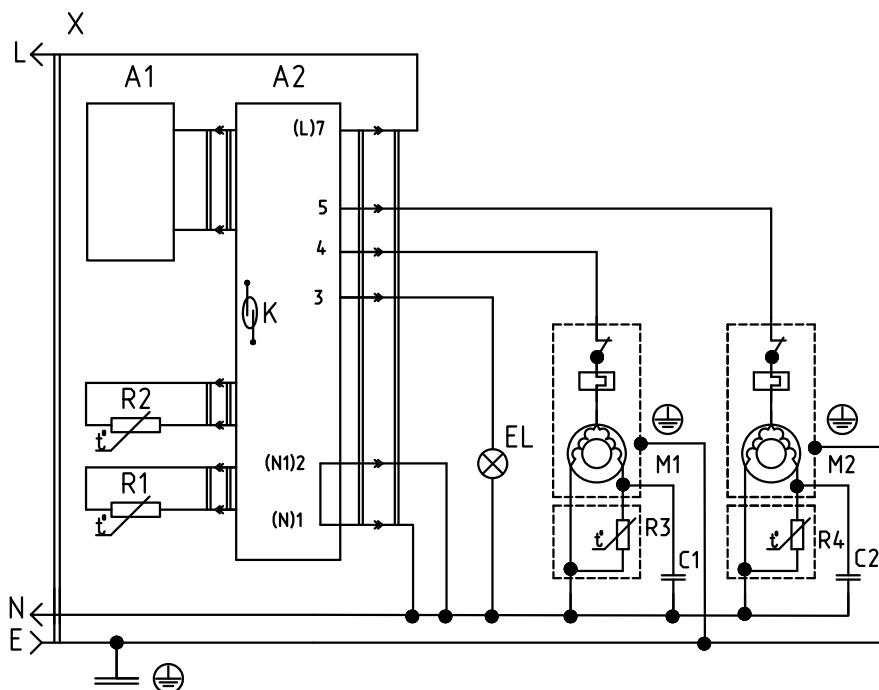 X
L
A1
A2
(L)7
5
4
3
K
R2
t°
EL
(N1)2
M1
M2
R1
t°
(N)1
t°
R3
t°
R4
C1
C2
N
E